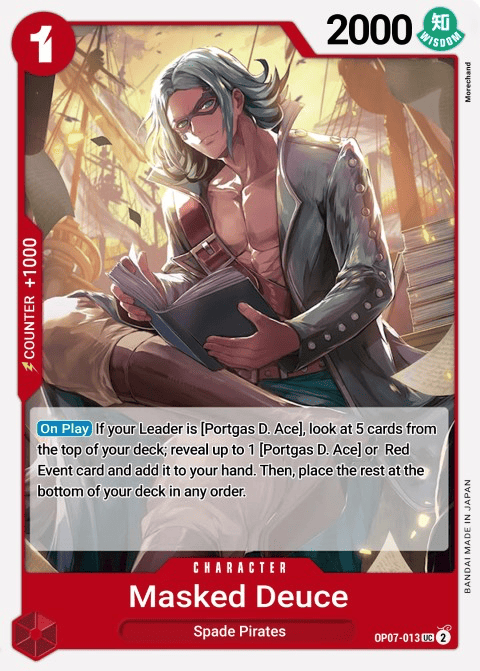 1
2000
知
WISDOM
Morechand
COUNTER +1000
On Play If your Leader is [Portgas D. Ace], look at 5 cards from
the top of your deck; reveal up to 1 [Portgas D. Ace] or Red
Event card and add it to your hand. Then, place the rest at the
bottom of your deck in any order.
BANDAI MADE IN JAPAN
CHARACTER
Masked Deuce
Spade Pirates
OP07-013 UC 2